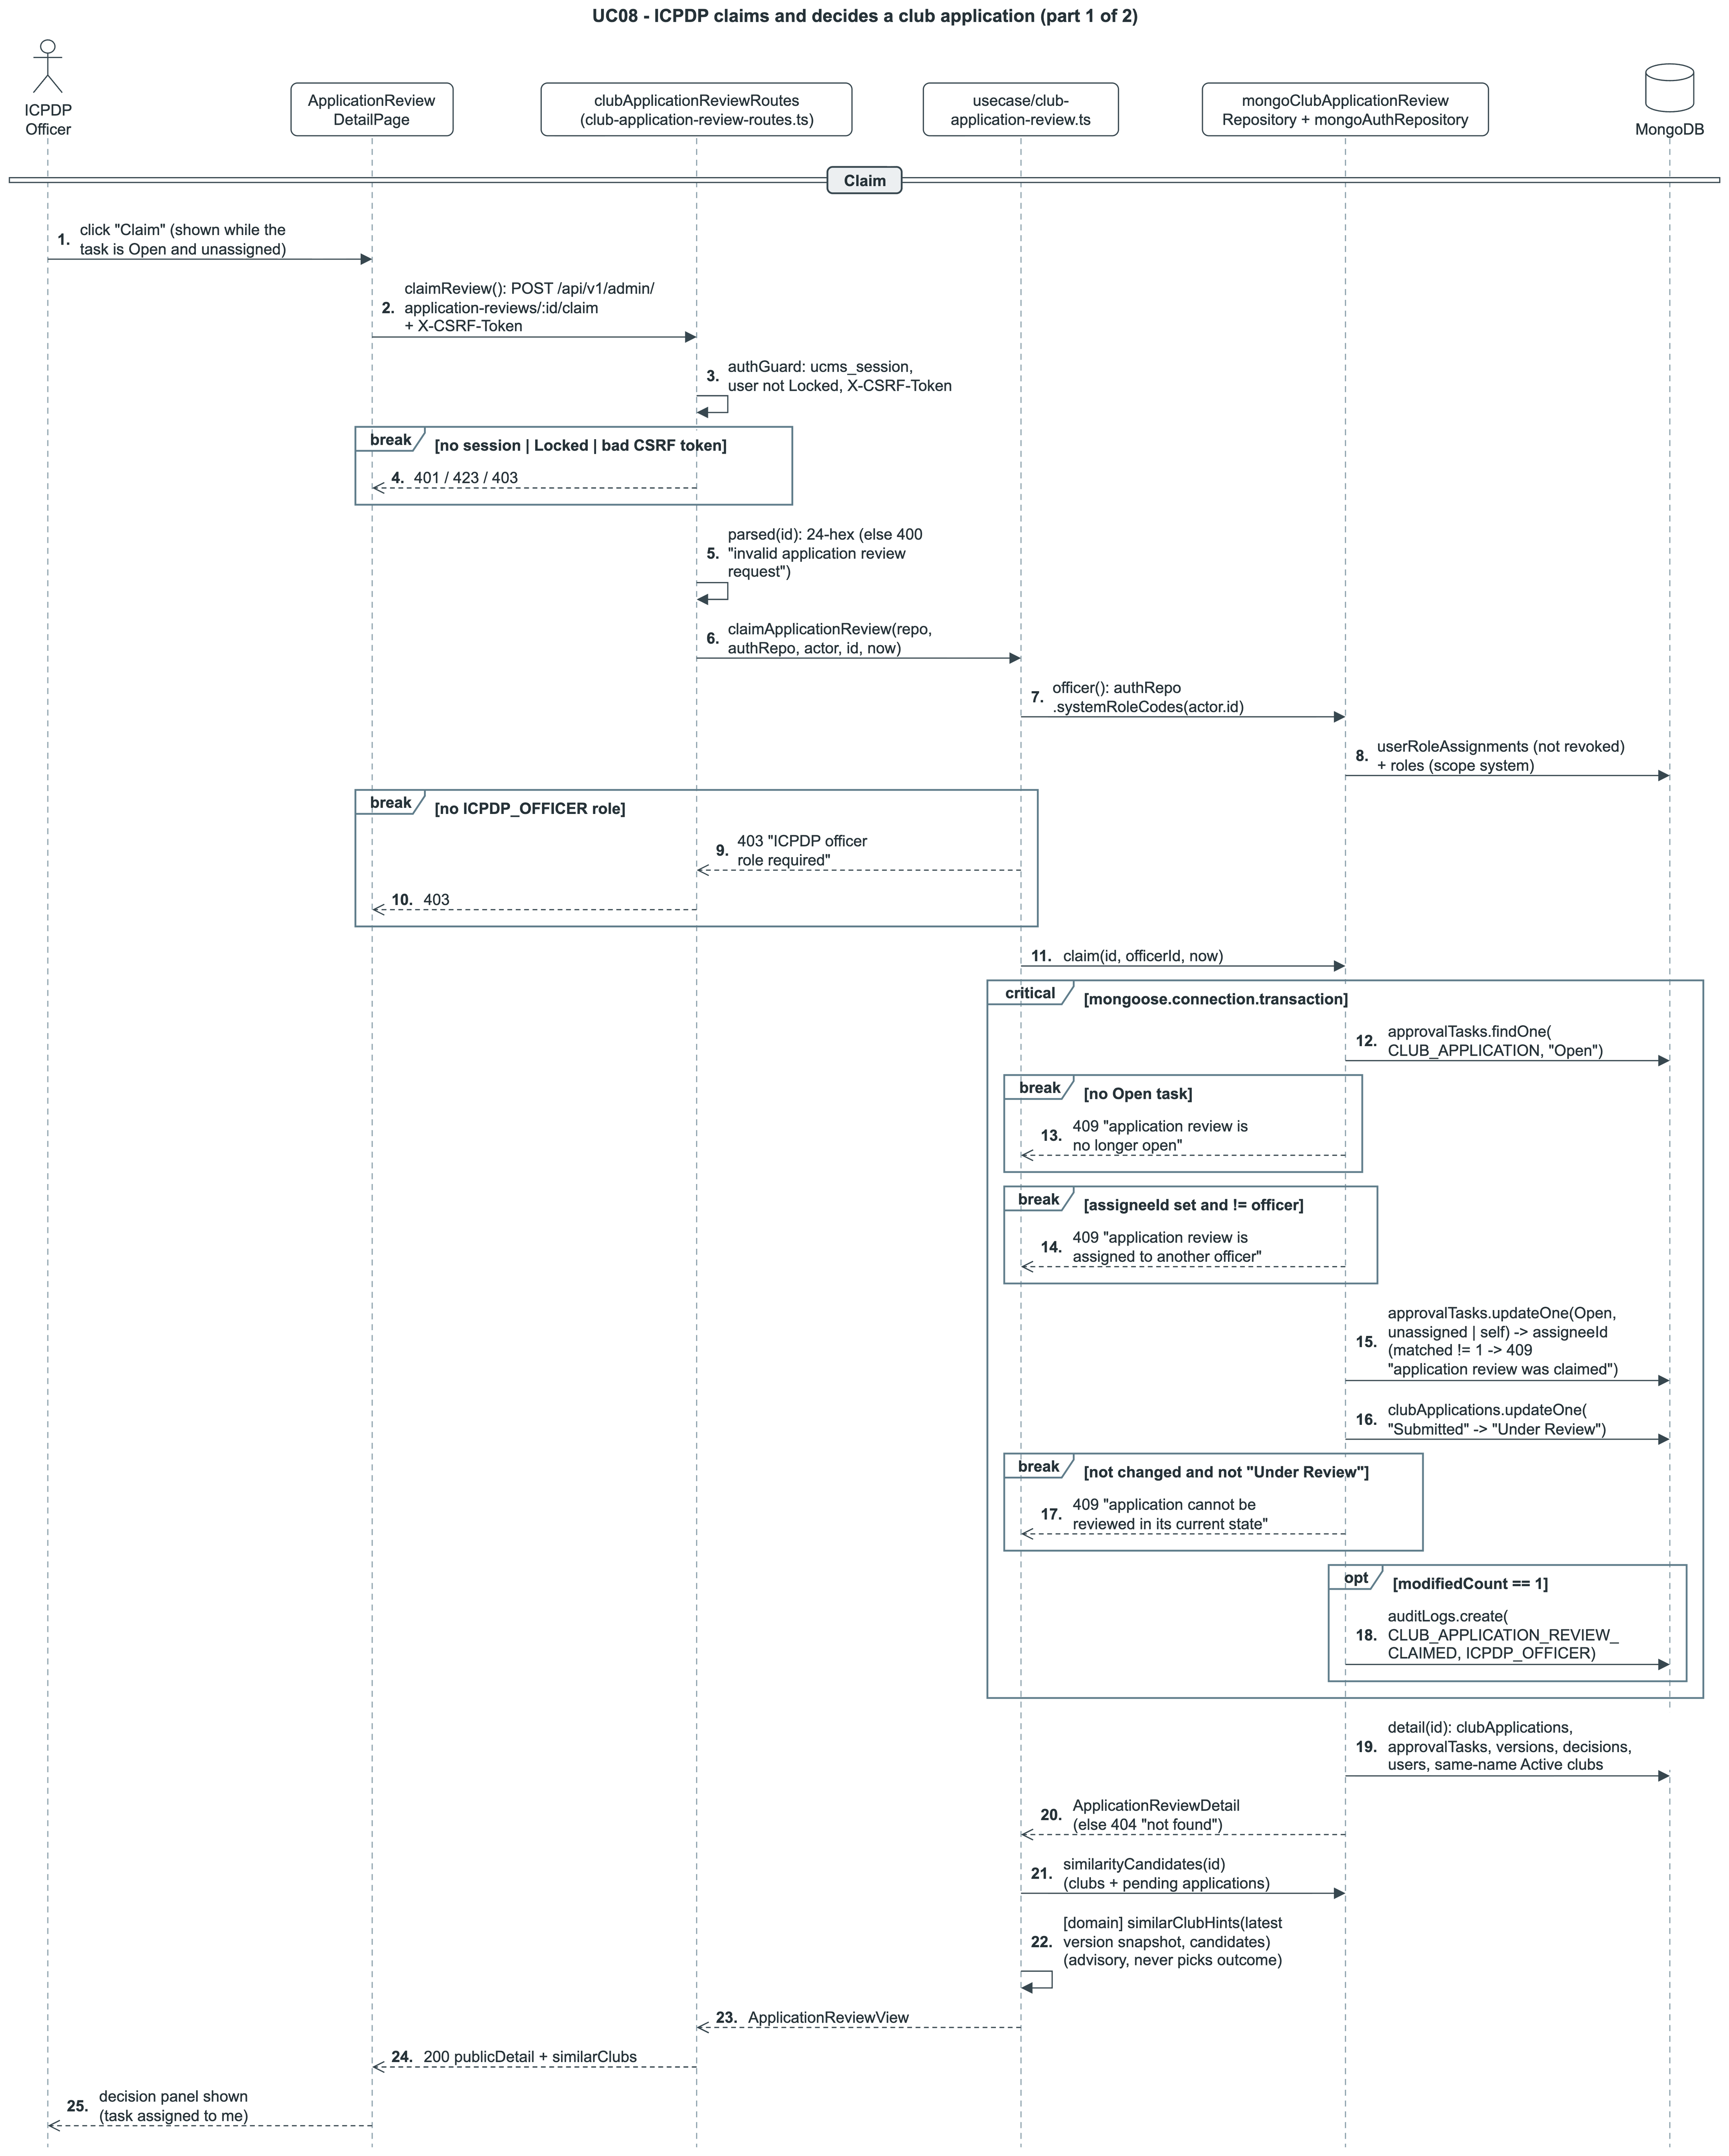 UC08 - ICPDP claims and decides a club application (part 1 of 2)
ICPDP
Officer
ApplicationReview
DetailPage
clubApplicationReviewRoutes
(club-application-review-routes.ts)
usecase/club-
application-review.ts
mongoClubApplicationReview
Repository + mongoAuthRepository
MongoDB
Claim
1. click "Claim" (shown while the
task is Open and unassigned)
2. claimReview(): POST /api/v1/admin/
application-reviews/:id/claim
+ X-CSRF-Token
3. authGuard: ucms_session,
user not Locked, X-CSRF-Token
break [no session | Locked | bad CSRF token]
4. 401 / 423 / 403
5. parsed(id): 24-hex (else 400
"invalid application review
request")
6. claimApplicationReview(repo,
authRepo, actor, id, now)
7. officer(): authRepo
.systemRoleCodes(actor.id)
8. userRoleAssignments (not revoked)
+ roles (scope system)
break [no ICPDP_OFFICER role]
9. 403 "ICPDP officer
role required"
10. 403
11. claim(id, officerId, now)
critical [mongoose.connection.transaction]
12. approvalTasks.findOne(
CLUB_APPLICATION, "Open")
break [no Open task]
13. 409 "application review is
no longer open"
break [assigneeId set and != officer]
14. 409 "application review is
assigned to another officer"
15. approvalTasks.updateOne(Open,
unassigned | self) -> assigneeId
(matched != 1 -> 409
"application review was claimed")
16. clubApplications.updateOne(
"Submitted" -> "Under Review")
break [not changed and not "Under Review"]
17. 409 "application cannot be
reviewed in its current state"
opt [modifiedCount == 1]
18. auditLogs.create(
CLUB_APPLICATION_REVIEW_
CLAIMED, ICPDP_OFFICER)
19. detail(id): clubApplications,
approvalTasks, versions, decisions,
users, same-name Active clubs
20. ApplicationReviewDetail
(else 404 "not found")
21. similarityCandidates(id)
(clubs + pending applications)
22. [domain] similarClubHints(latest
version snapshot, candidates)
(advisory, never picks outcome)
23. ApplicationReviewView
24. 200 publicDetail + similarClubs
25. decision panel shown
(task assigned to me)